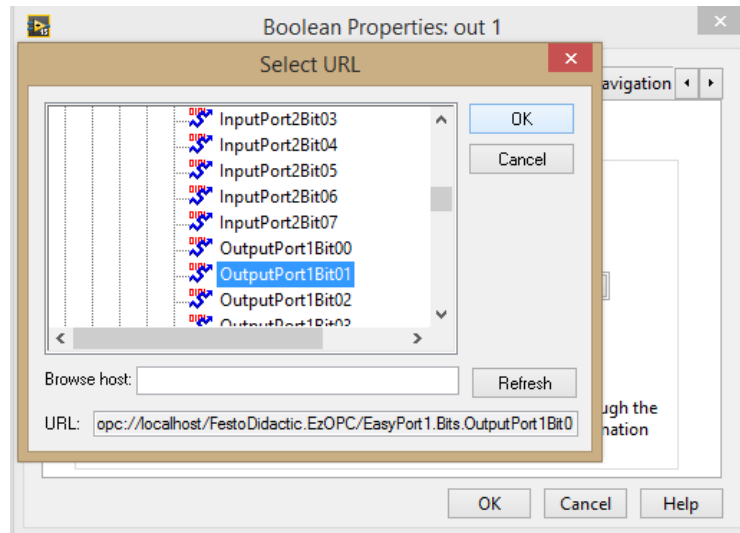 Boolean Properties: out 1
Select URL
avigation
InputPort2Bit03
InputPort2Bit04
InputPort2Bit05
InputPort2Bit06
InputPort2Bit07
OutputPort1Bit00
OutputPort1Bit01
OutputPort1Bit02
OutputPort1Bit03
OK
Cancel
Browse host:
Refresh
URL: opc://localhost/FestoDidactic.EzOPC/EasyPort1.Bits.OutputPort1Bit0
ugh the
nation
OK Cancel Help